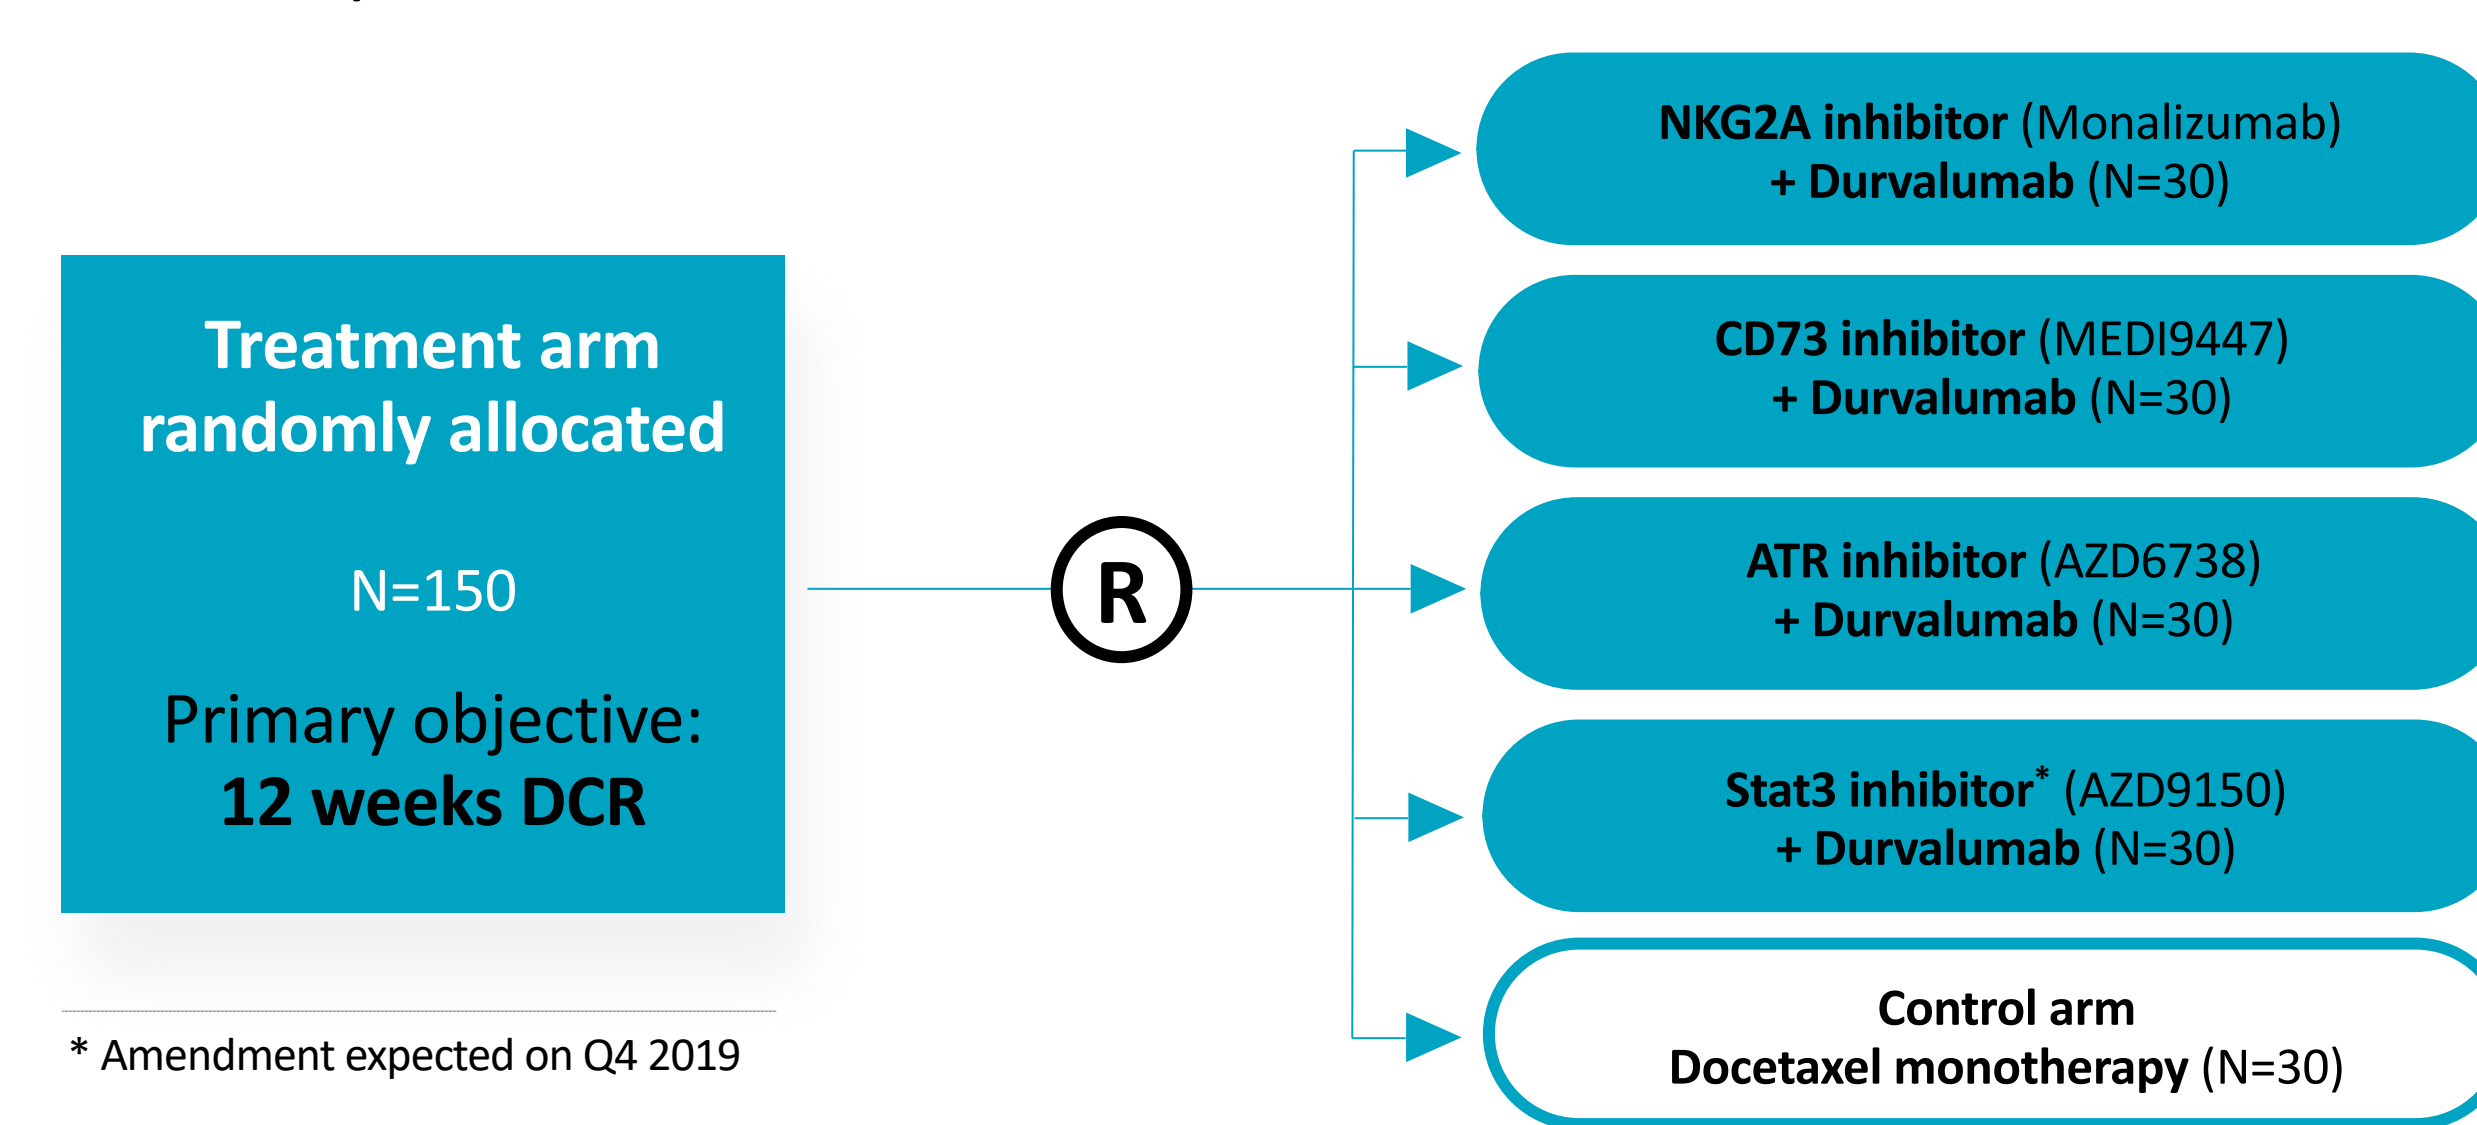 Treatment arm
randomly allocated
N=150
Primary objective:
12 weeks DCR
* Amendment expected on Q4 2019
R
NKG2A inhibitor (Monalizumab)
+ Durvalumab (N=30)
CD73 inhibitor (MEDI9447)
+ Durvalumab (N=30)
ATR inhibitor (AZD6738)
+ Durvalumab (N=30)
Stat3 inhibitor* (AZD9150)
+ Durvalumab (N=30)
Control arm
Docetaxel monotherapy (N=30)